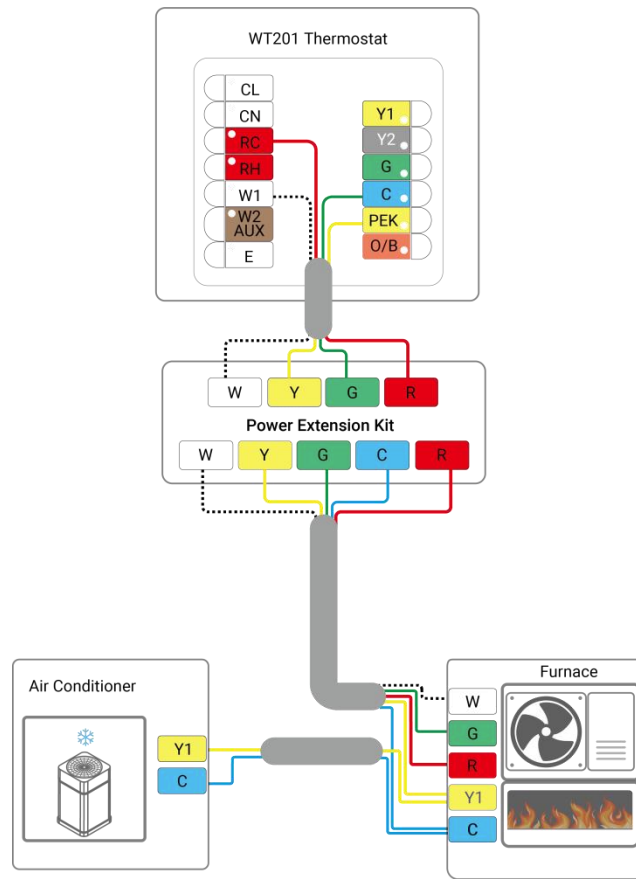 WT201 Thermostat
CL
CN
RC
RH
W1
W2
AUX
E
Y1
Y2
G
C
PEK
O/B
W
Y
G
R
Power Extension Kit
W
Y
G
C
R
Air Conditioner
Y1
C
Furnace
W
G
R
Y1
C